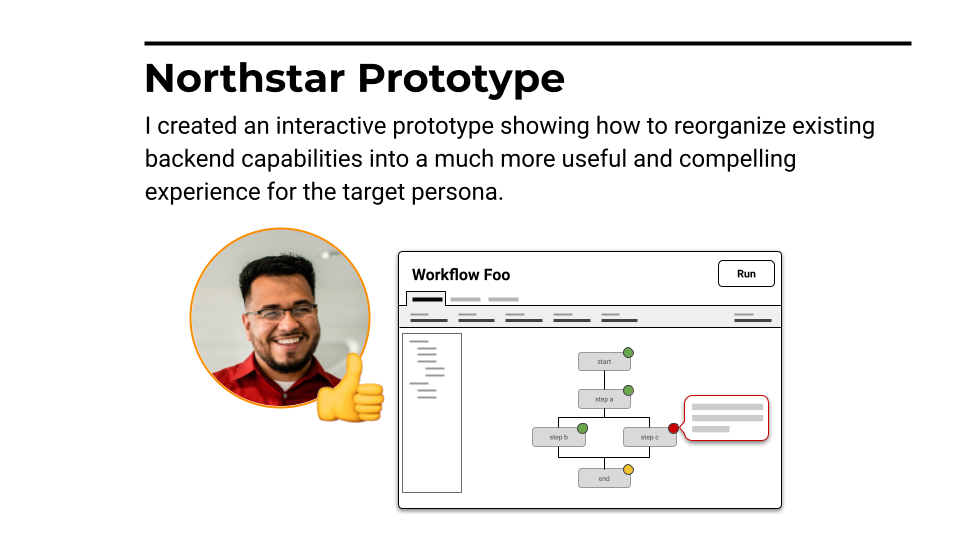 Northstar Prototype
I created an interactive prototype showing how to reorganize existing
backend capabilities into a much more useful and compelling
experience for the target persona.
Workflow Foo
Run
start
step a
step b
step c
end